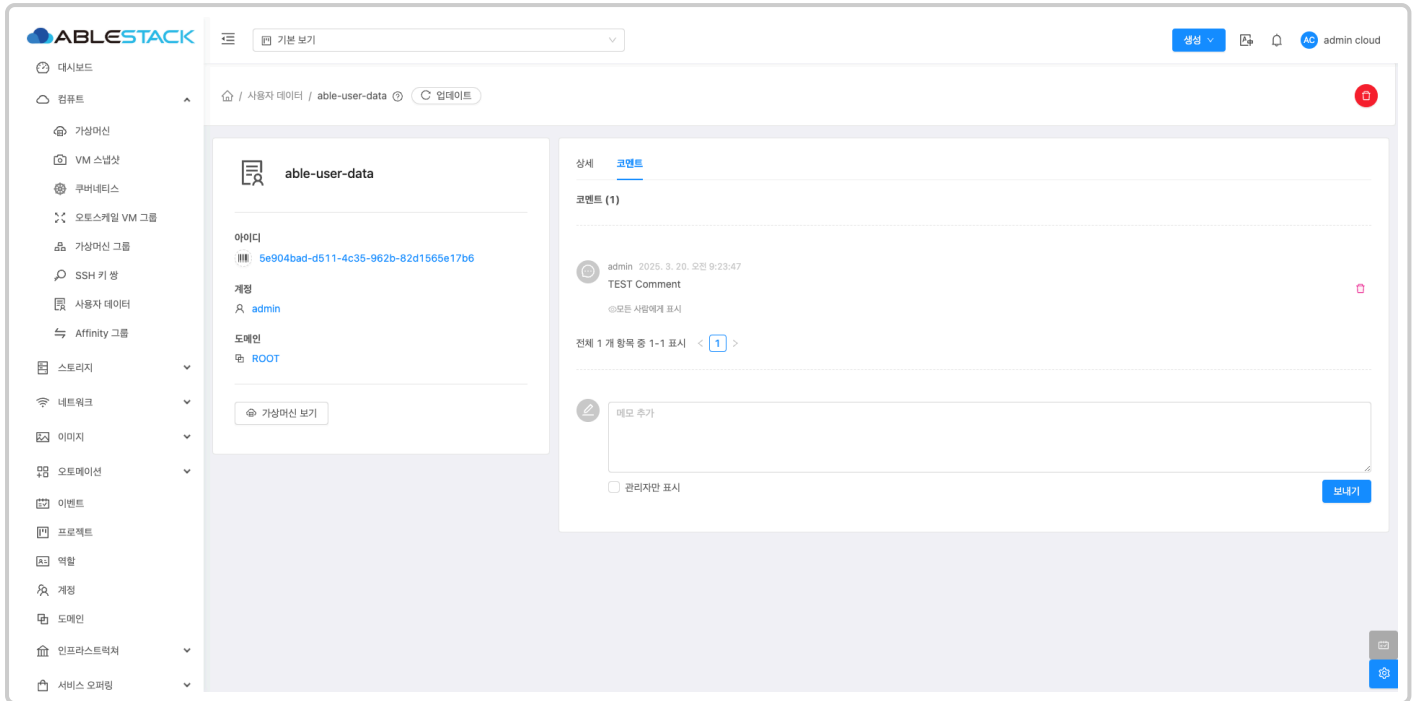 ABLESTACK
기본 보기
생성
AC admin cloud
대시보드
컴퓨트
가상머신
VM 스냅샷
쿠버네티스
오토스케일 VM 그룹
가상머신 그룹
SSH 키 쌍
사용자 데이터
Affinity 그룹
스토리지
네트워크
이미지
오토메이션
이벤트
프로젝트
역할
계정
도메인
인프라스트럭쳐
서비스 오퍼링
/ 사용자 데이터 / able-user-data 업데이트
able-user-data
아이디
5e904bad-d511-4c35-962b-82d1565e17b6
계정
admin
도메인
ROOT
가상머신 보기
상세 코멘트
코멘트 (1)
admin 2025. 3. 20. 오전 9:23:47
TEST Comment
모든 사람에게 표시
전체 1 개 항목 중 1-1 표시 < 1 >
메모 추가
관리자만 표시
보내기